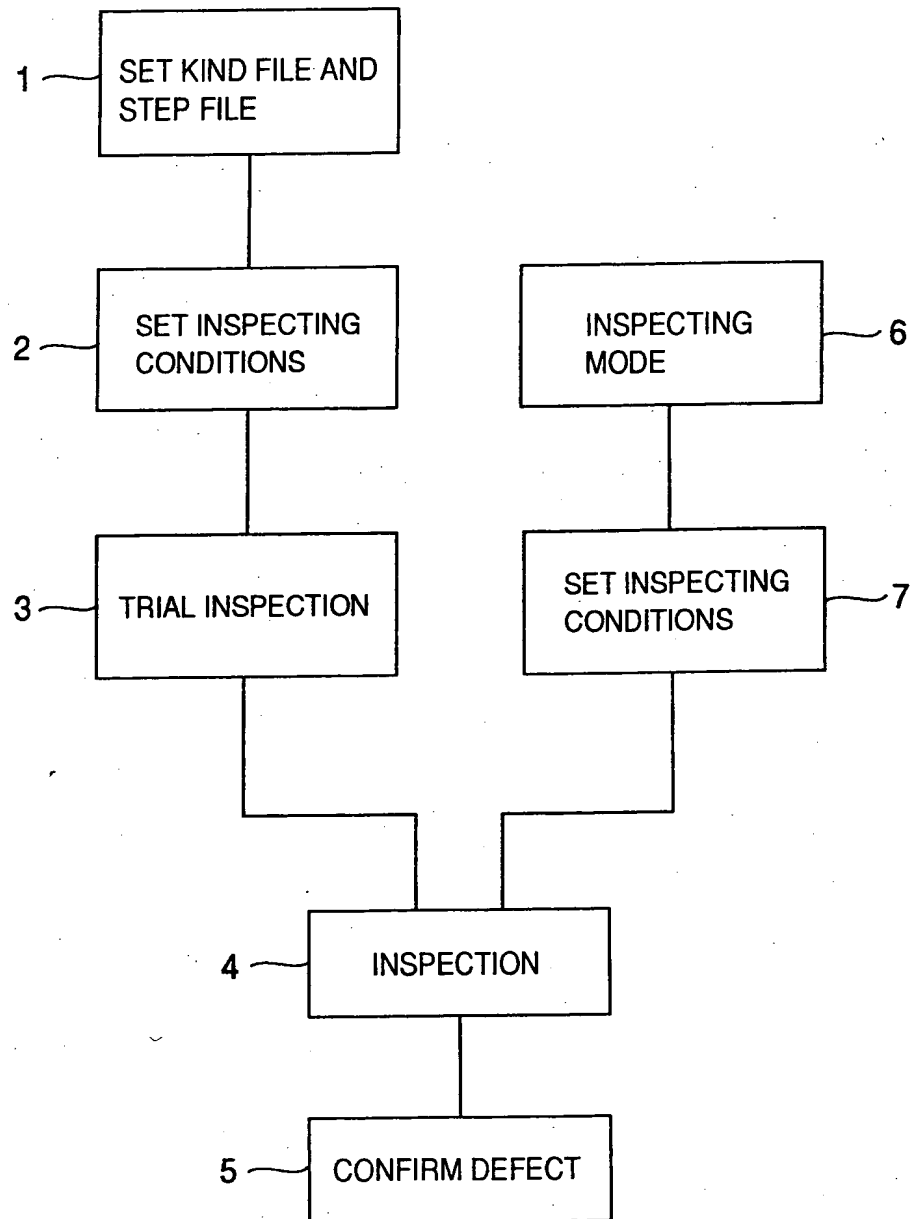 1
SET KIND FILE AND
STEP FILE
2
SET INSPECTING
CONDITIONS
INSPECTING
MODE
6
3
TRIAL INSPECTION
SET INSPECTING
CONDITIONS
7
4
INSPECTION
5
CONFIRM DEFECT